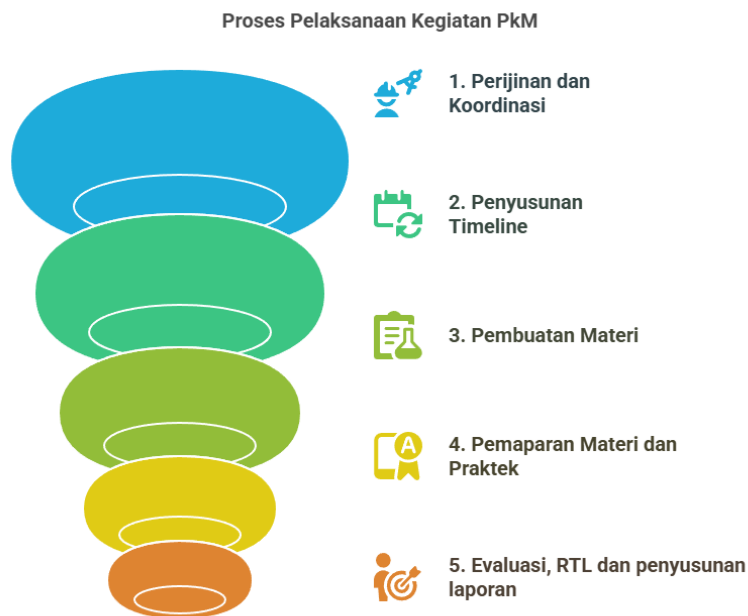 Proses Pelaksanaan Kegiatan PkM
1. Perijinan dan
Koordinasi
2. Penyusunan
Timeline
3. Pembuatan Materi
A
4. Pemaparan Materi dan
Praktek
5. Evaluasi, RTL dan penyusunan
laporan